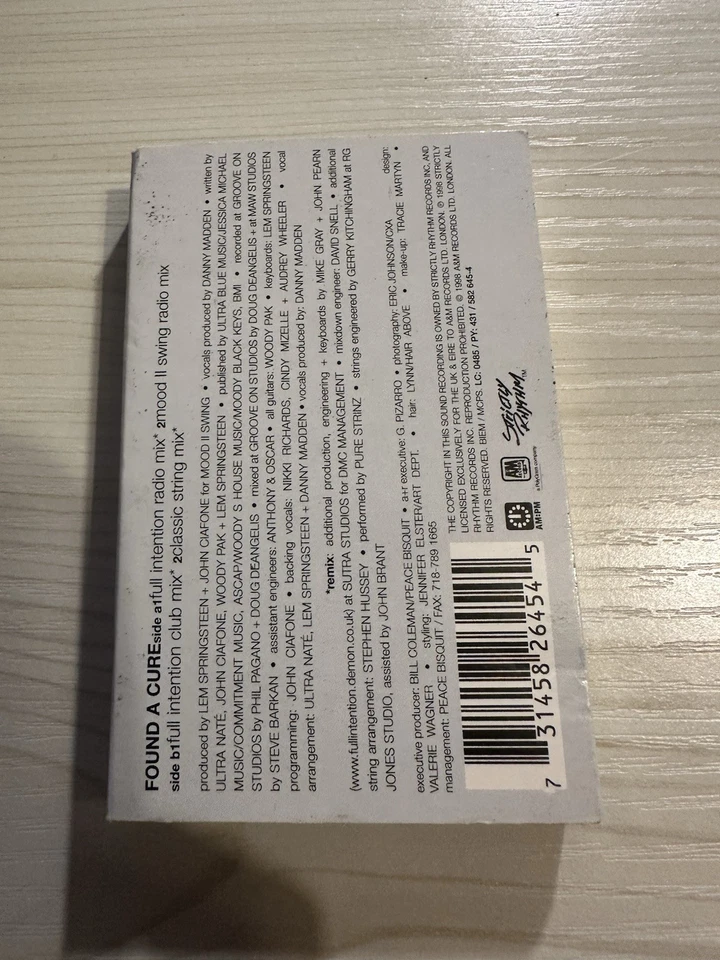 FOUND A CURE side a1full intention radio mix* 2mood II swing radio mix
side b1full intention club mix* 2classic string mix*
produced by LEM SPRINGSTEEN + JOHN CIAFONE for MOOD II SWING • vocals produced by DANNY MADDEN • written by
ULTRA NATÉ, JOHN CIAFONE, WOODY PAK + LEM SPRINGSTEEN • published by ULTRA BLUE MUSIC/JESSICA MICHAEL
MUSIC/COMMITMENT MUSIC, ASCAP/WOODY S HOUSE MUSIC/MOODY BLACK KEYS, BMI • recorded at GROOVE ON
STUDIOS by PHIL PAGANO + DOUG DEANGELIS • mixed at GROOVE ON STUDIOS by DOUG DEANGELIS + at MAW STUDIOS
by STEVE BARKAN • assistant engineers: ANTHONY & OSCAR • all guitars: WOODY PAK • keyboards: LEM SPRINGSTEEN
programming: JOHN CIAFONE • backing vocals: NIKKI RICHARDS, CINDY MIZELLE + AUDREY WHEELER • vocal
arrangement: ULTRA NATÉ, LEM SPRINGSTEEN + DANNY MADDEN • vocals produced by: DANNY MADDEN
*remix: additional production, engineering + keyboards by MIKE GRAY + JOHN PEARN
(www.fullintention.demon.co.uk) at SUTRA STUDIOS for DMC MANAGEMENT • mixdown engineer: DAVID SNELL • additional
string arrangement: STEPHEN HUSSEY • performed by PURE STRINZ • strings engineered by GERRY KITCHINGHAM at RG
JONES STUDIO, assisted by JOHN BRANT
executive producer: BILL COLEMAN/PEACE BISQUIT • a+r executive: G. PIZARRO • photography: ERIC JOHNSON/CXA design:
VALERIE WAGNER • styling: JENNIFER ELSTER/ART DEPT. • hair: LYNN/HAIR ABOVE • make-up: TRACIE MARTYN •
management: PEACE BISQUIT / FAX: 718-789 1665
THE COPYRIGHT IN THIS SOUND RECORDING IS OWNED BY STRICTLY RHYTHM RECORDS INC. AND
LICENSED EXCLUSIVELY FOR THE UK & EIRE TO A&M RECORDS LTD. LONDON. ℗ 1998 STRICTLY
RHYTHM RECORDS INC. REPRODUCTION PROHIBITED. © 1998 A&M RECORDS LTD. LONDON. ALL
RIGHTS RESERVED. BIEM / MCPS. LC: 0485 / PY: 431 / 582 645-4
AM:PM
AM
a PolyGram company
STRICTLY RHYTHM™
7 31458 26454 5